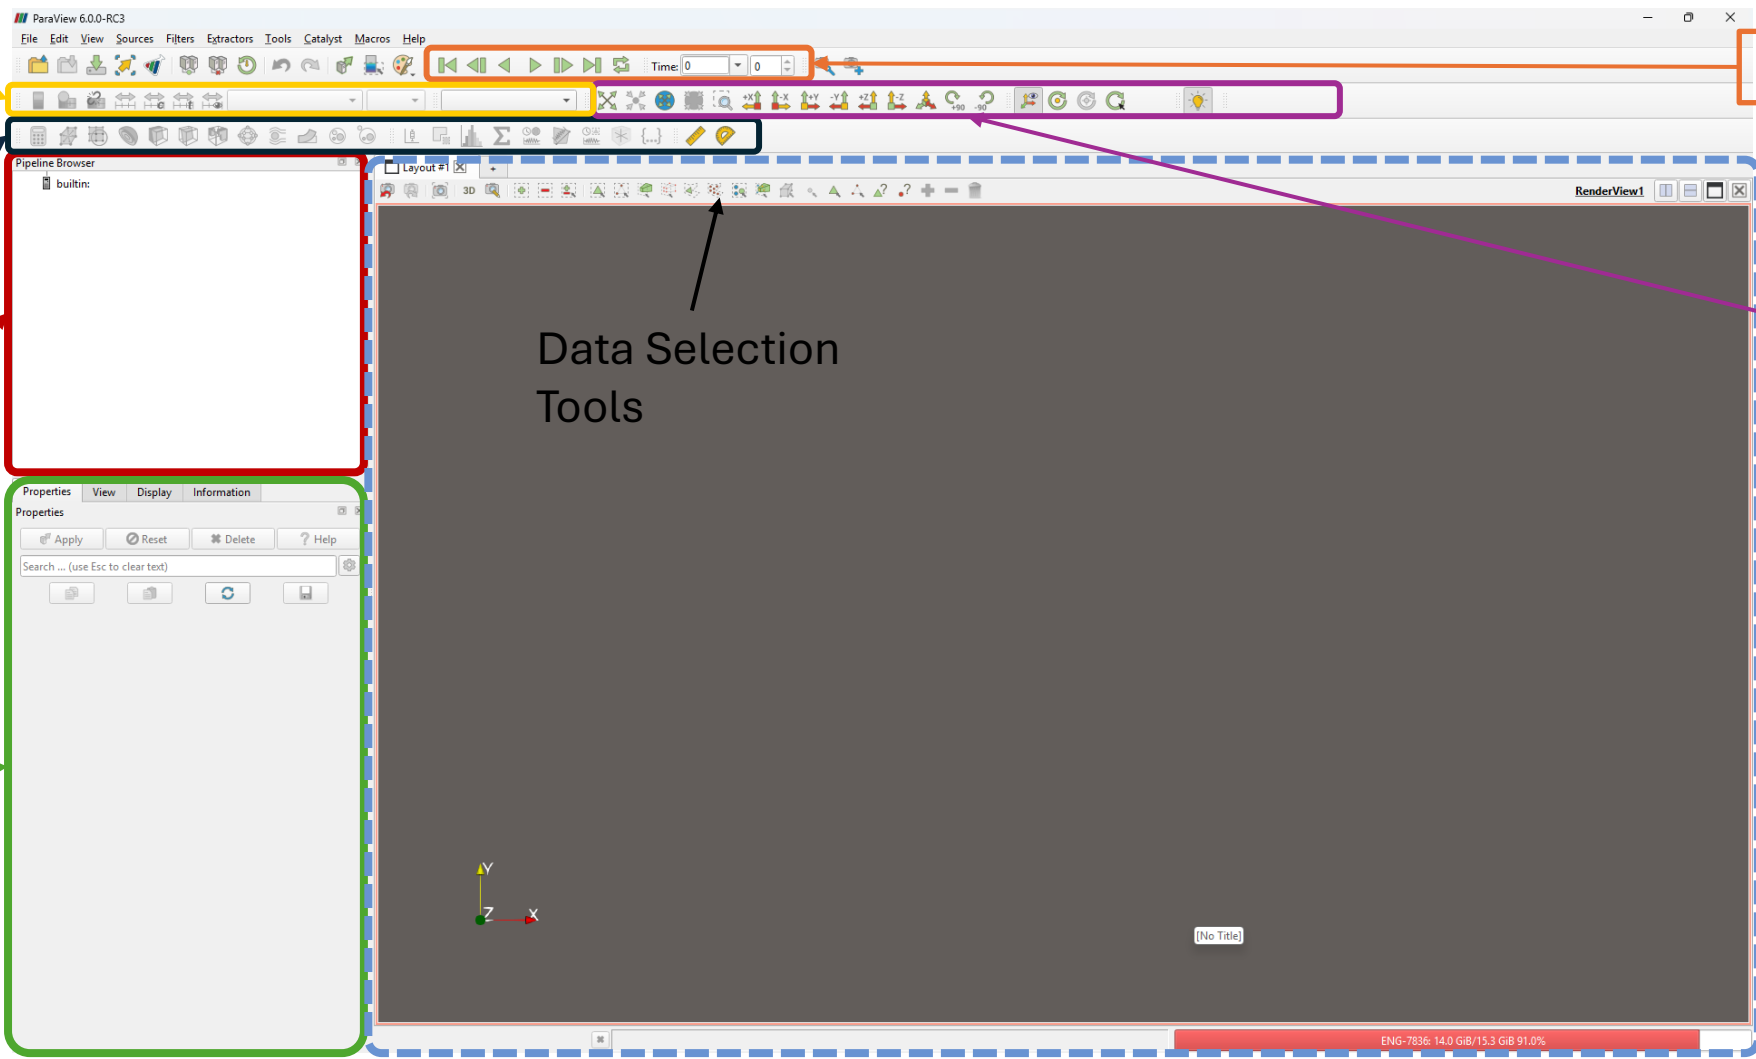 ParaView 6.0.0-RC3
File Edit View Sources Filters Extractors Tools Catalyst Macros Help
Time: 0 0
+X -X +Y -Y +Z -Z +90 -90
Pipeline Browser
builtin:
Layout #1 +
3D
RenderView1
Data Selection
Tools
Properties View Display Information
Properties
Apply Reset Delete ? Help
Search ... (use Esc to clear text)
Y
Z X
[No Title]
ENG-7836: 14.0 GiB/15.3 GiB 91.0%